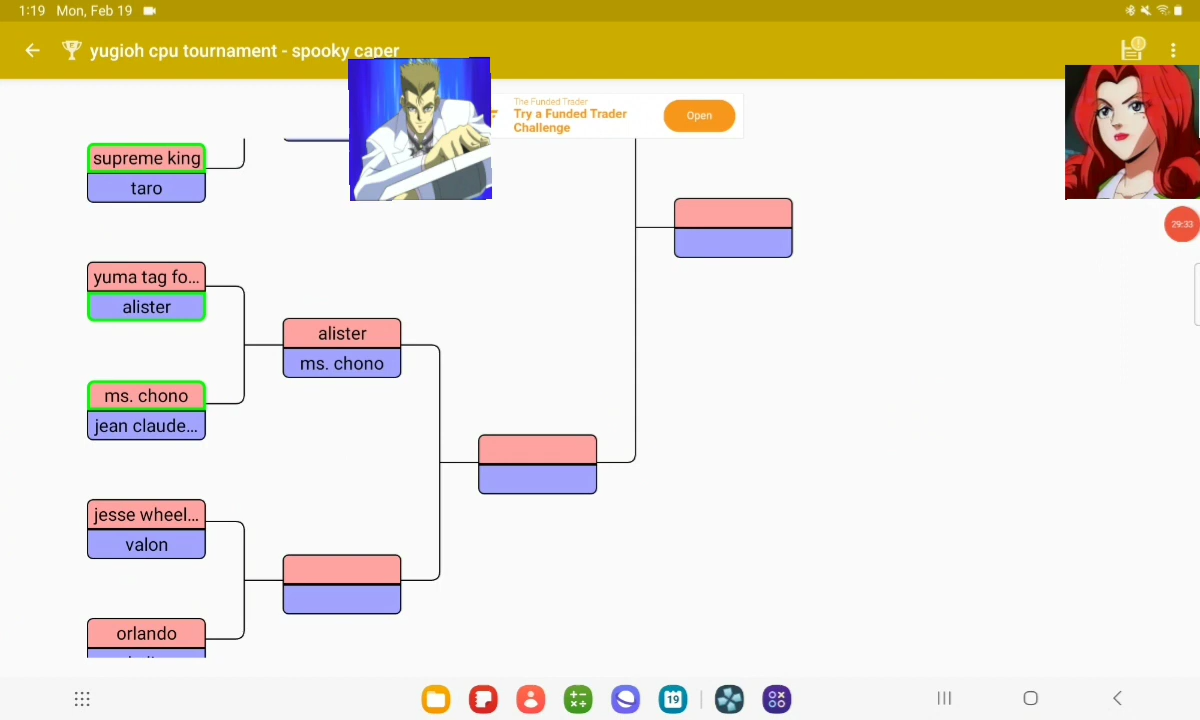 1:19 Mon, Feb 19
yugioh cpu tournament - spooky caper
The Funded Trader
Try a Funded Trader
Challenge
Open
supreme king
taro
29:33
yuma tag fo...
alister
alister
ms. chono
ms. chono
jean claude...
jesse wheel...
valon
orlando
19